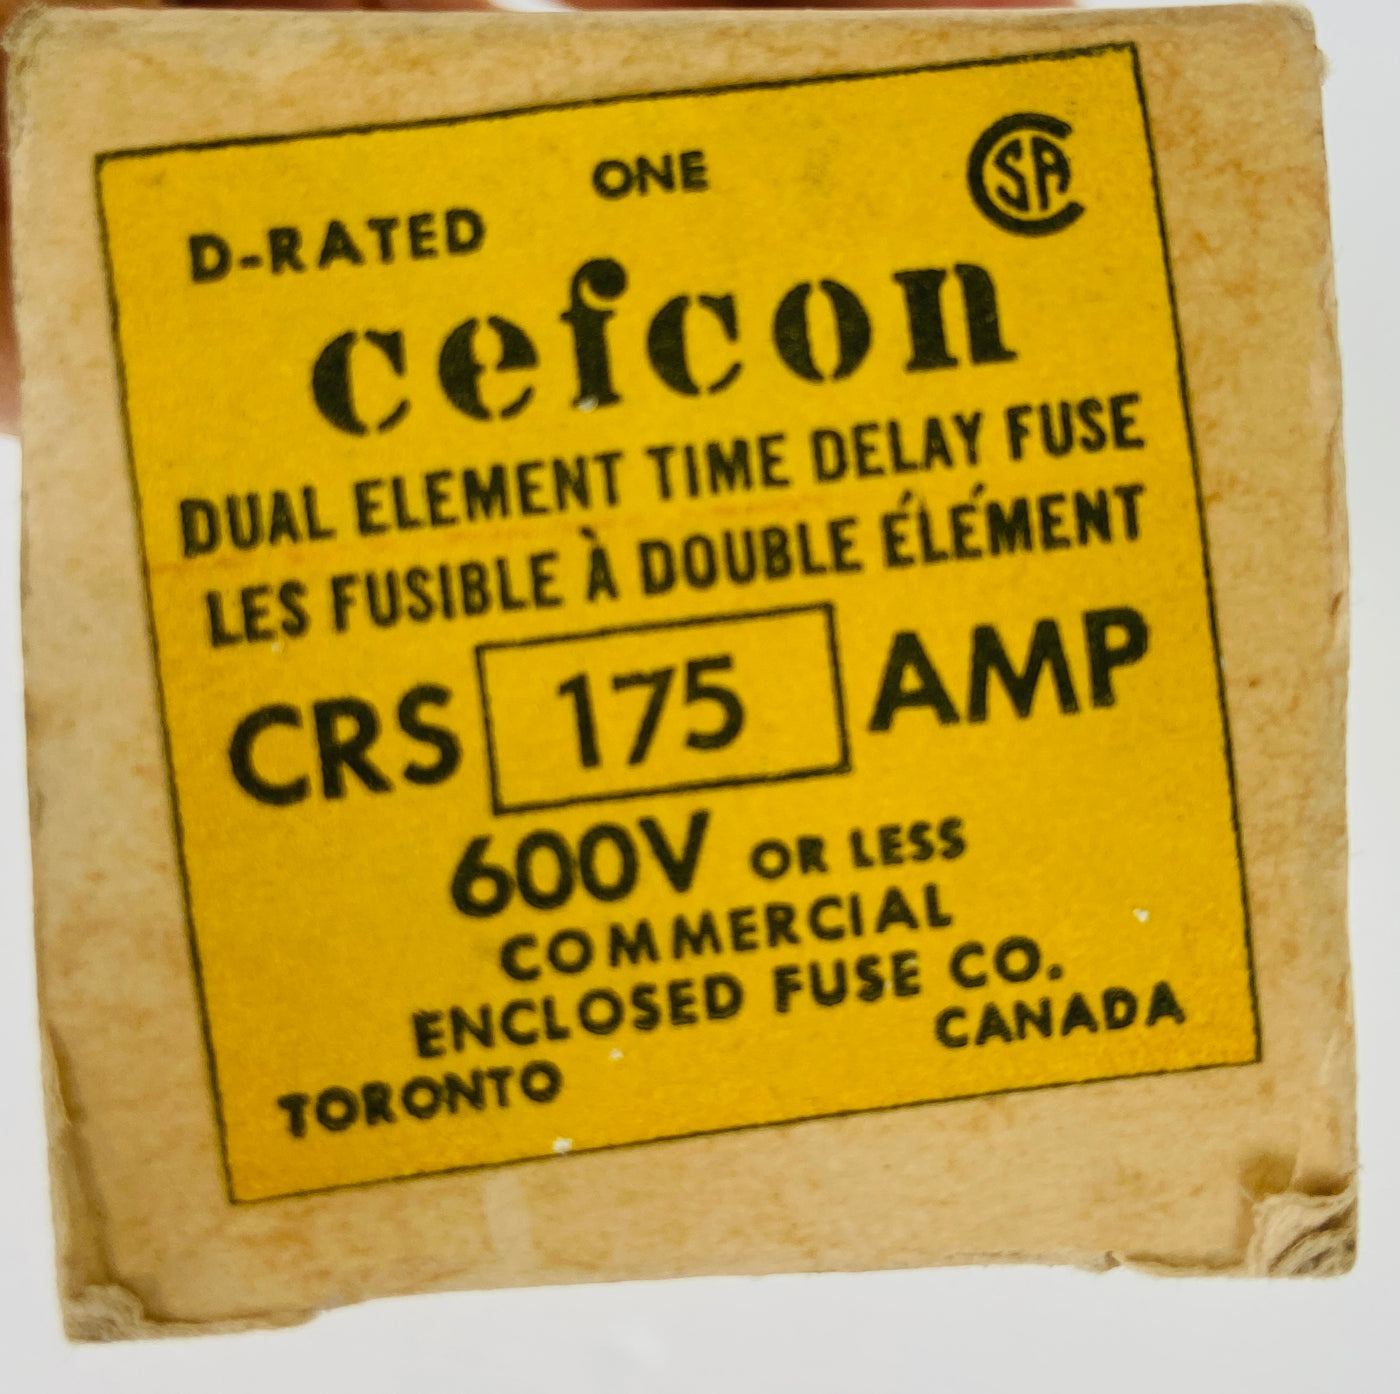 ONE
CSA
D-RATED
cefcon
DUAL ELEMENT TIME DELAY FUSE
LES FUSIBLE À DOUBLE ÉLÉMENT
CRS 175 AMP
600V OR LESS
COMMERCIAL
ENCLOSED FUSE CO.
TORONTO CANADA